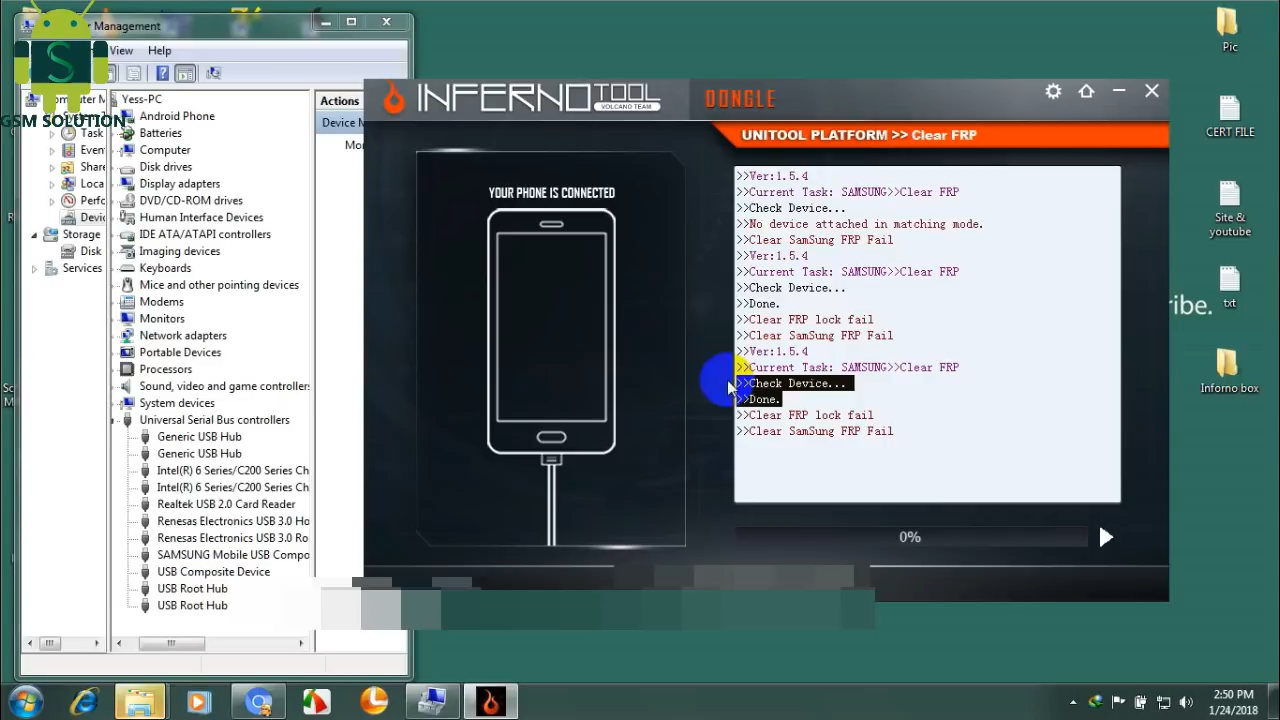 r Management
View Help
S
GSM SOLUTION
omputer M
Syste
Task
Even
Share
Loca
Perfo
Devic
Storage
Disk
Services
Yess-PC
Android Phone
Batteries
Computer
Disk drives
Display adapters
DVD/CD-ROM drives
Human Interface Devices
IDE ATA/ATAPI controllers
Imaging devices
Keyboards
Mice and other pointing devices
Modems
Monitors
Network adapters
Portable Devices
Processors
Sound, video and game controller
System devices
Universal Serial Bus controllers
Generic USB Hub
Generic USB Hub
Intel(R) 6 Series/C200 Series Ch
Intel(R) 6 Series/C200 Series Ch
Realtek USB 2.0 Card Reader
Renesas Electronics USB 3.0 Ho
Renesas Electronics USB 3.0 Ro
SAMSUNG Mobile USB Compo
USB Composite Device
USB Root Hub
USB Root Hub
Actions
Device M
Mor
INFERNO TOOL
VOLCANO TEAM
DONGLE
UNITOOL PLATFORM >> Clear FRP
YOUR PHONE IS CONNECTED
>>Ver:1.5.4
>>Current Task: SAMSUNG>>Clear FRP
>>Check Device...
>>No device attached in matching mode.
>>Clear SamSung FRP Fail
>>Ver:1.5.4
>>Current Task: SAMSUNG>>Clear FRP
>>Check Device...
>>Done.
>>Clear FRP lock fail
>>Clear SamSung FRP Fail
>>Ver:1.5.4
>>Current Task: SAMSUNG>>Clear FRP
>>Check Device...
>>Done.
>>Clear FRP lock fail
>>Clear SamSung FRP Fail
0%
Pic
CERT FILE
Site &
youtube
txt
ribe.
Inforno box
2:50 PM
1/24/2018